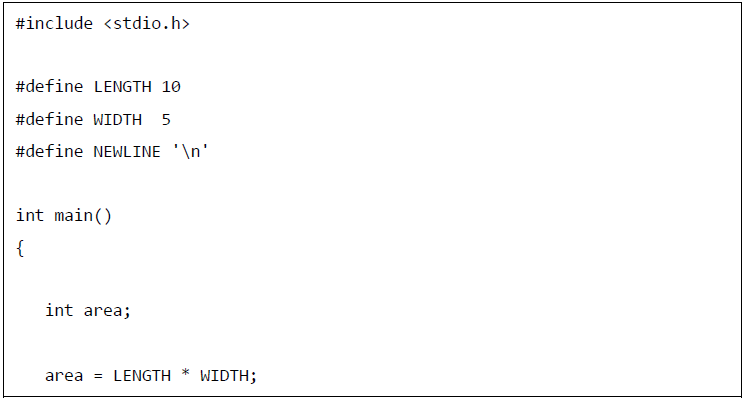 #include <stdio.h>
#define LENGTH 10
#define WIDTH  5
#define NEWLINE '\n'
int main()
{
   int area;
   area = LENGTH * WIDTH;